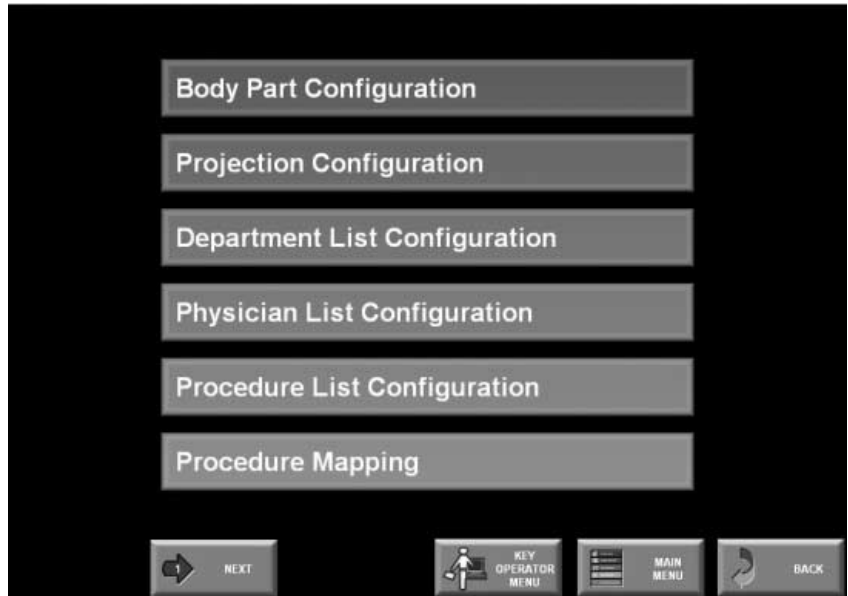 Body Part Configuration
Projection Configuration
Department List Configuration
Physician List Configuration
Procedure List Configuration
Procedure Mapping
1
NEXT
KEY
OPERATOR
MENU
MAIN
MENU
BACK